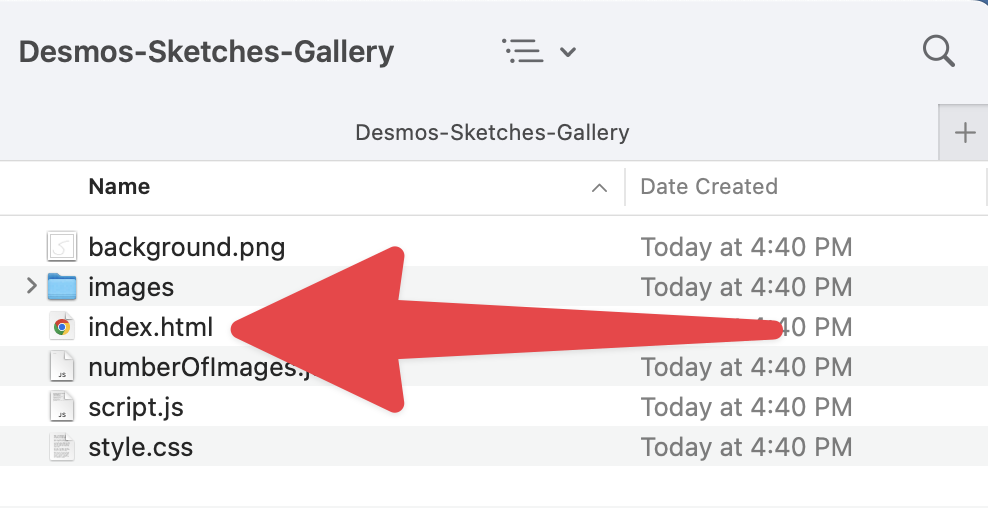 Desmos-Sketches-Gallery
Desmos-Sketches-Gallery
Name Date Created
background.png Today at 4:40 PM
images Today at 4:40 PM
index.html 40 PM
numberOfImages.j Today at 4:40 PM
script.js Today at 4:40 PM
style.css Today at 4:40 PM